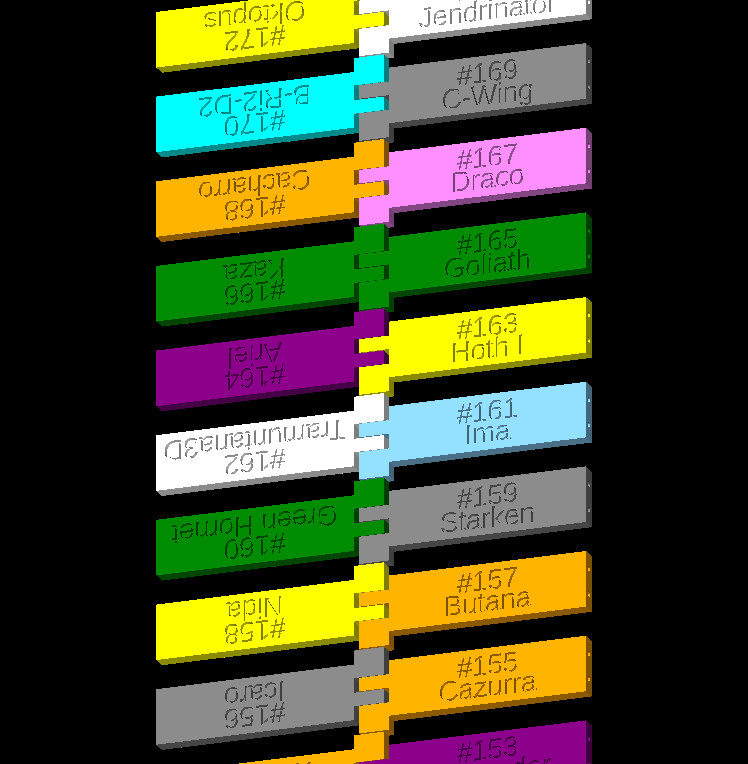 Oktopus
#172
Jendrinator
#169
C-Wing
B-Ri2-D2
#170
#167
Draco
Cacharro
#168
#165
Goliath
Kaza
#166
#163
Hoth I
Ariel
#164
#161
Ima
Tramuntana3D
#162
#159
Starken
Green Hornet
#160
#157
Butana
Nida
#158
#155
Cazurra
Icaro
#156
#153